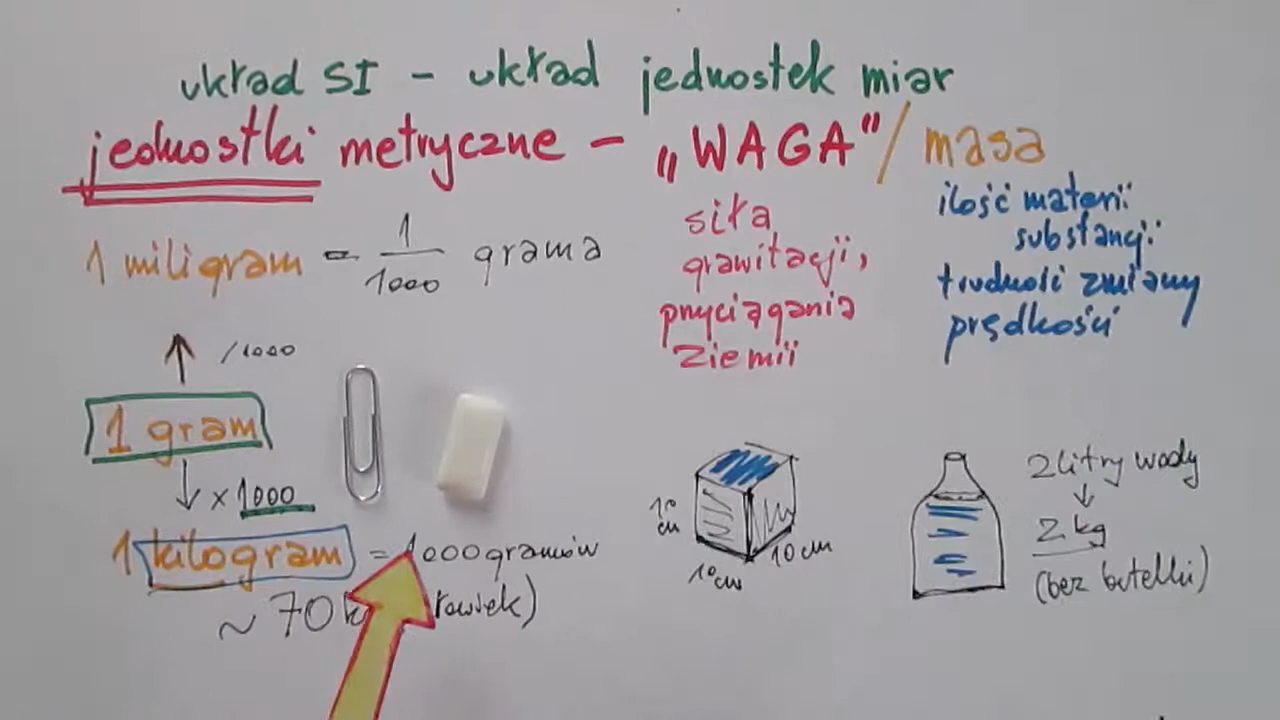 układ SI - układ jednostek miar
jednostki metryczne - „WAGA"/masa
siła
grawitacji,
przyciągania
Ziemii
ilość materii
substancji
trudność zmiany
prędkości
1 miligram = 1/1000 grama
/1000
1 gram
x 1000
1 kilogram = 1000 gramów
~ 70
10 cm
10 cm
10 cm
2 litry wody
2 kg
(bez butelki)